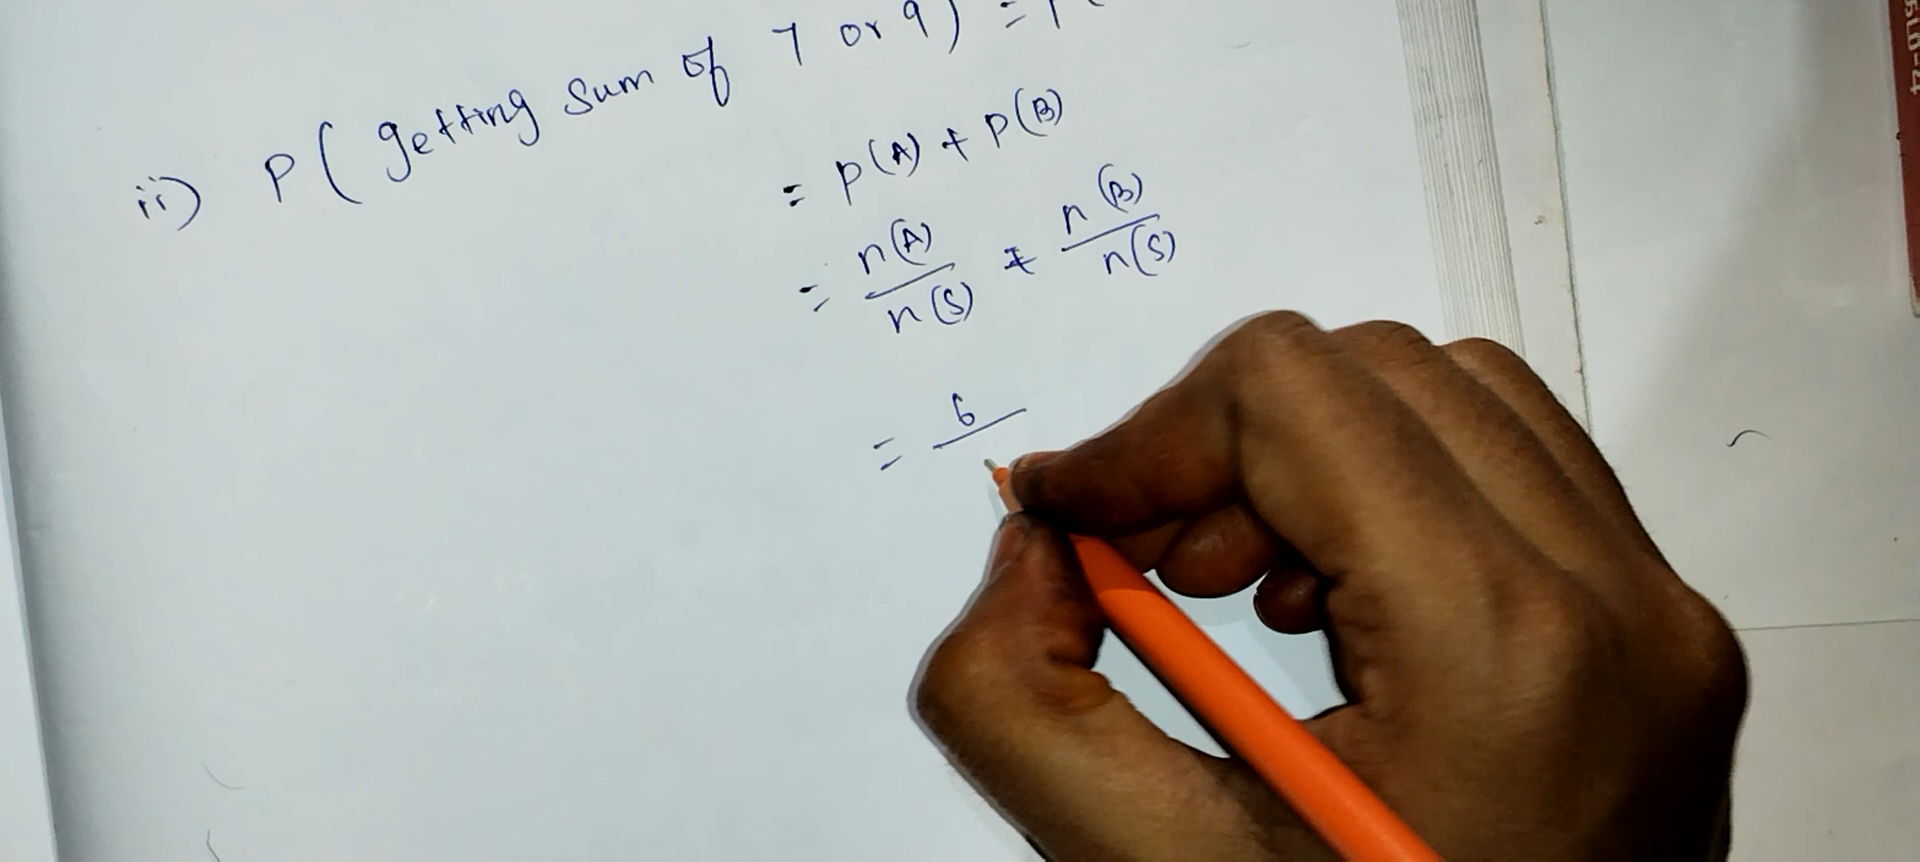 ii) P( getting sum of 7 or 9) = P(
= P(A) + P(B)
= n(A)/n(S) + n(B)/n(S)
= 6/